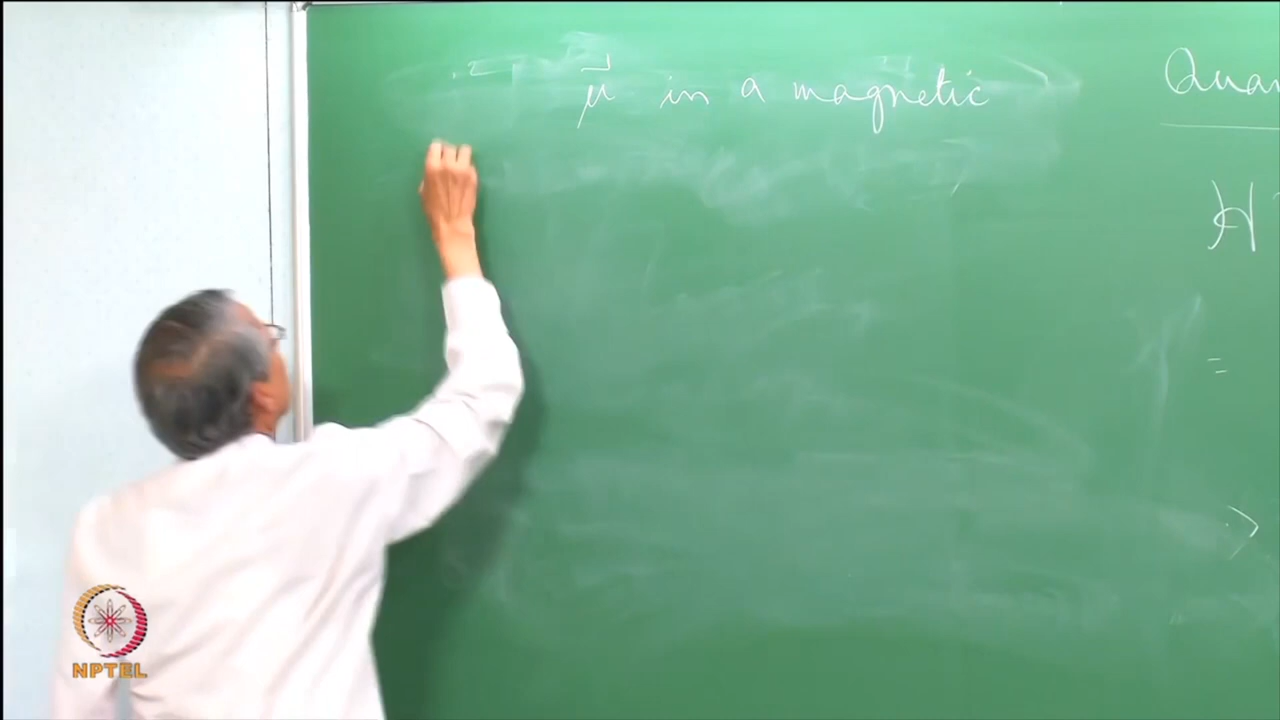 μ⃗ in a magnetic
Quan
H
=
>
NPTEL